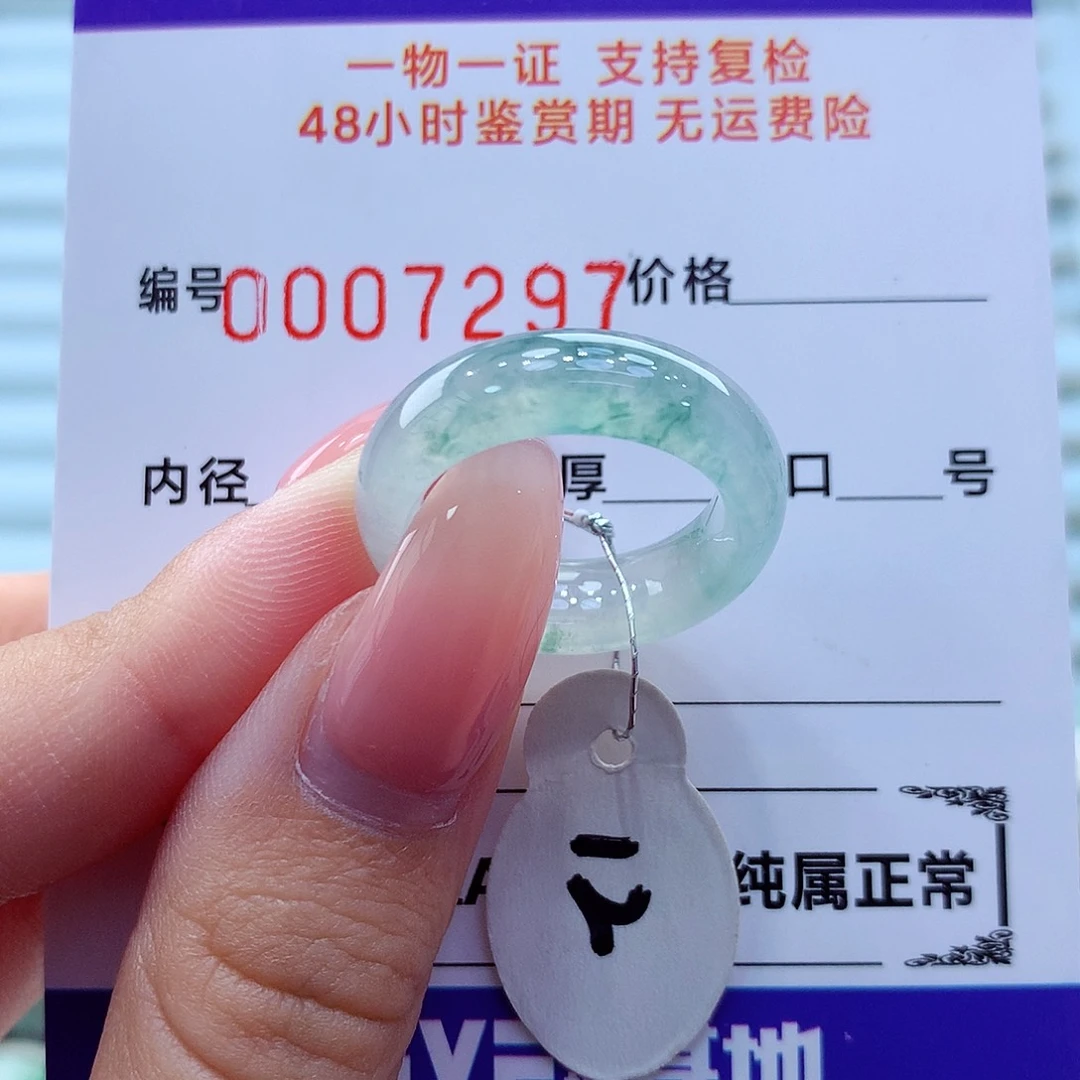 一物一证 支持复检
48小时鉴赏期 无运费险
编号0007297价格
内径 厚 口 号
纯属正常
基地